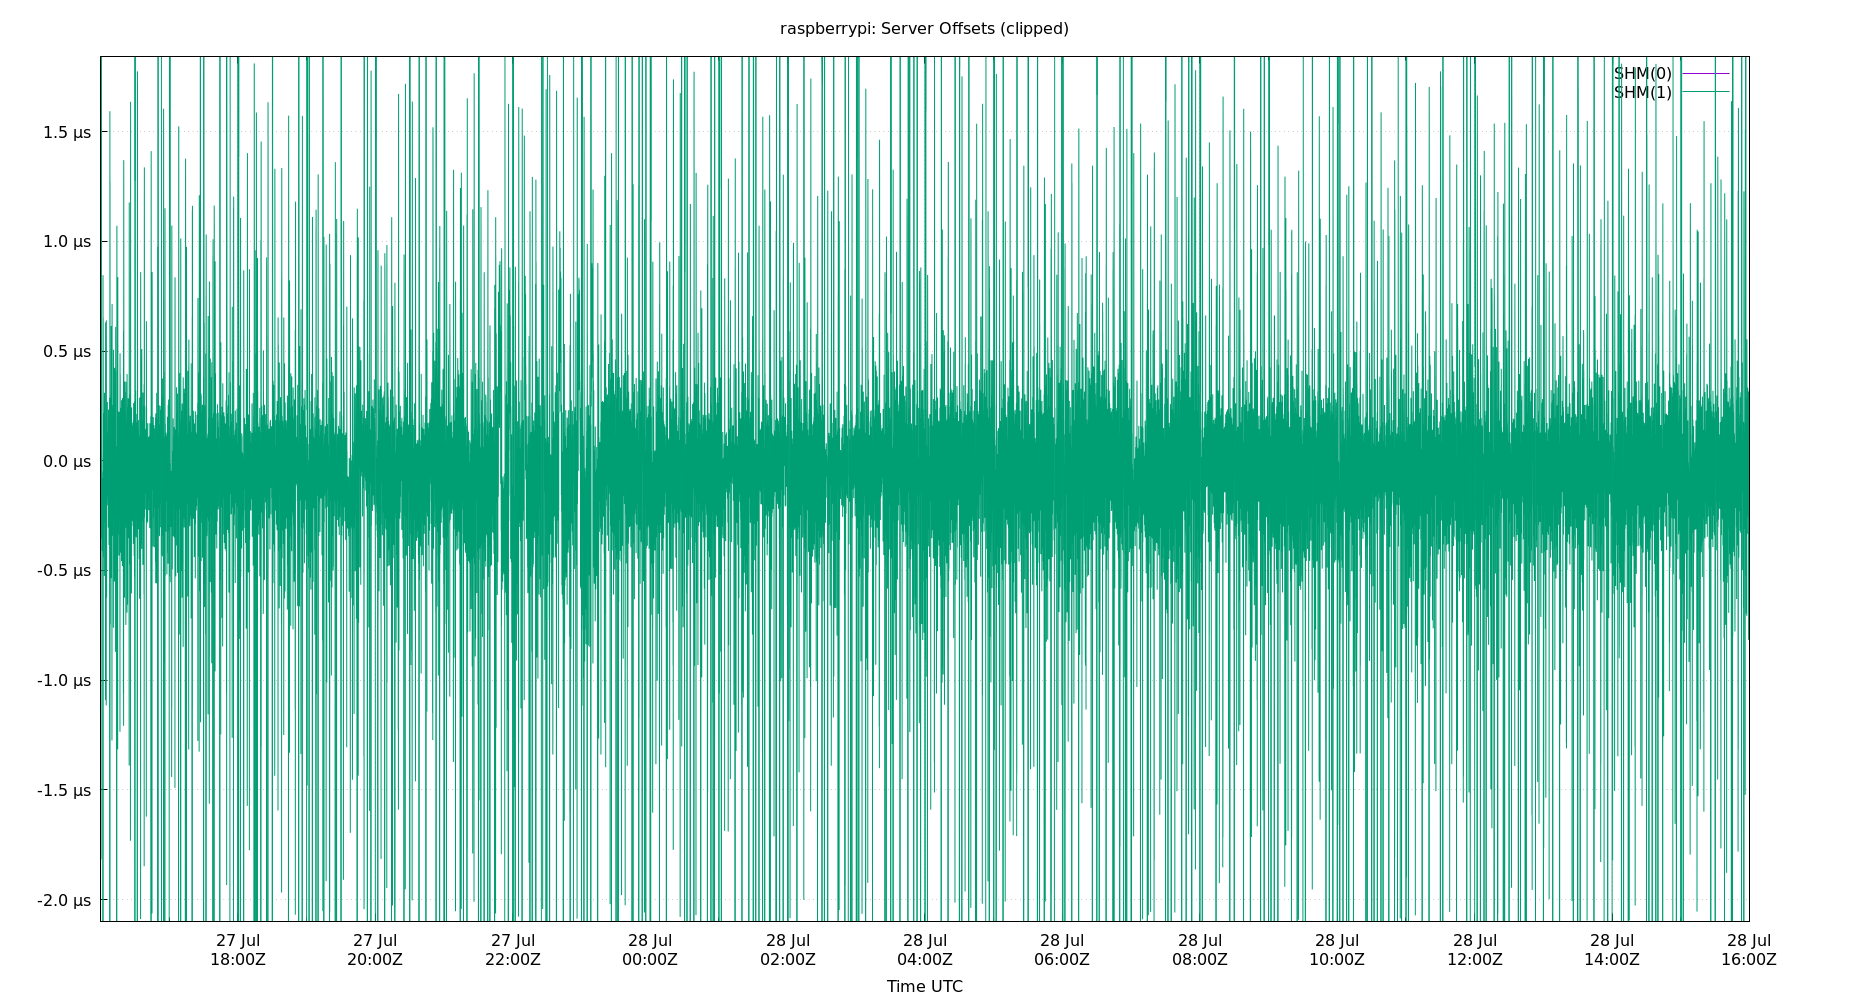 raspberrypi: Server Offsets (clipped)
SHM(0)
SHM(1)
1.5 µs
1.0 µs
0.5 µs
0.0 µs
-0.5 µs
-1.0 µs
-1.5 µs
-2.0 µs
27 Jul 27 Jul 27 Jul 28 Jul 28 Jul 28 Jul 28 Jul 28 Jul 28 Jul 28 Jul 28 Jul 28 Jul
18:00Z 20:00Z 22:00Z 00:00Z 02:00Z 04:00Z 06:00Z 08:00Z 10:00Z 12:00Z 14:00Z 16:00Z
Time UTC